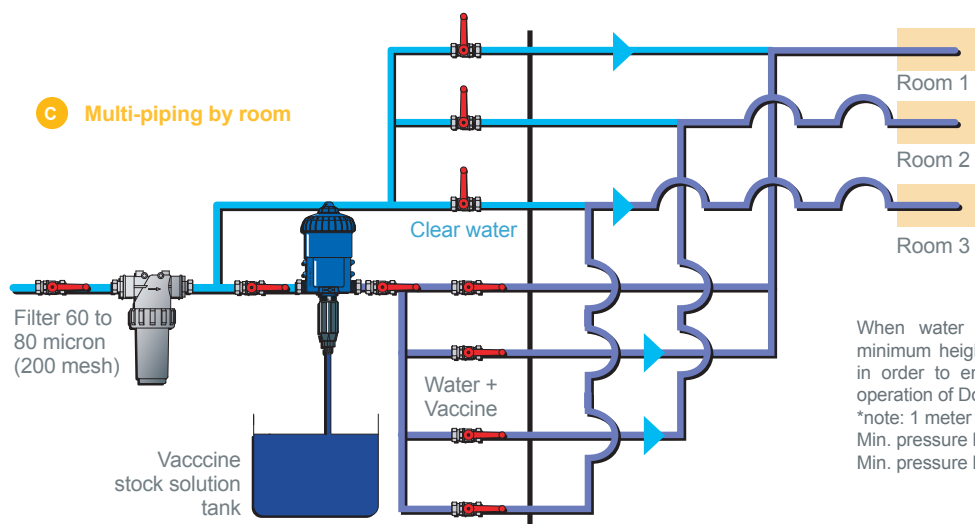 C Multi-piping by room
Room 1
Room 2
Room 3
Clear water
Filter 60 to
80 micron
(200 mesh)
Water +
Vaccine
Vacccine
stock solution
tank
When water
minimum heig
in order to e
operation of Do
*note: 1 meter
Min. pressure
Min. pressure